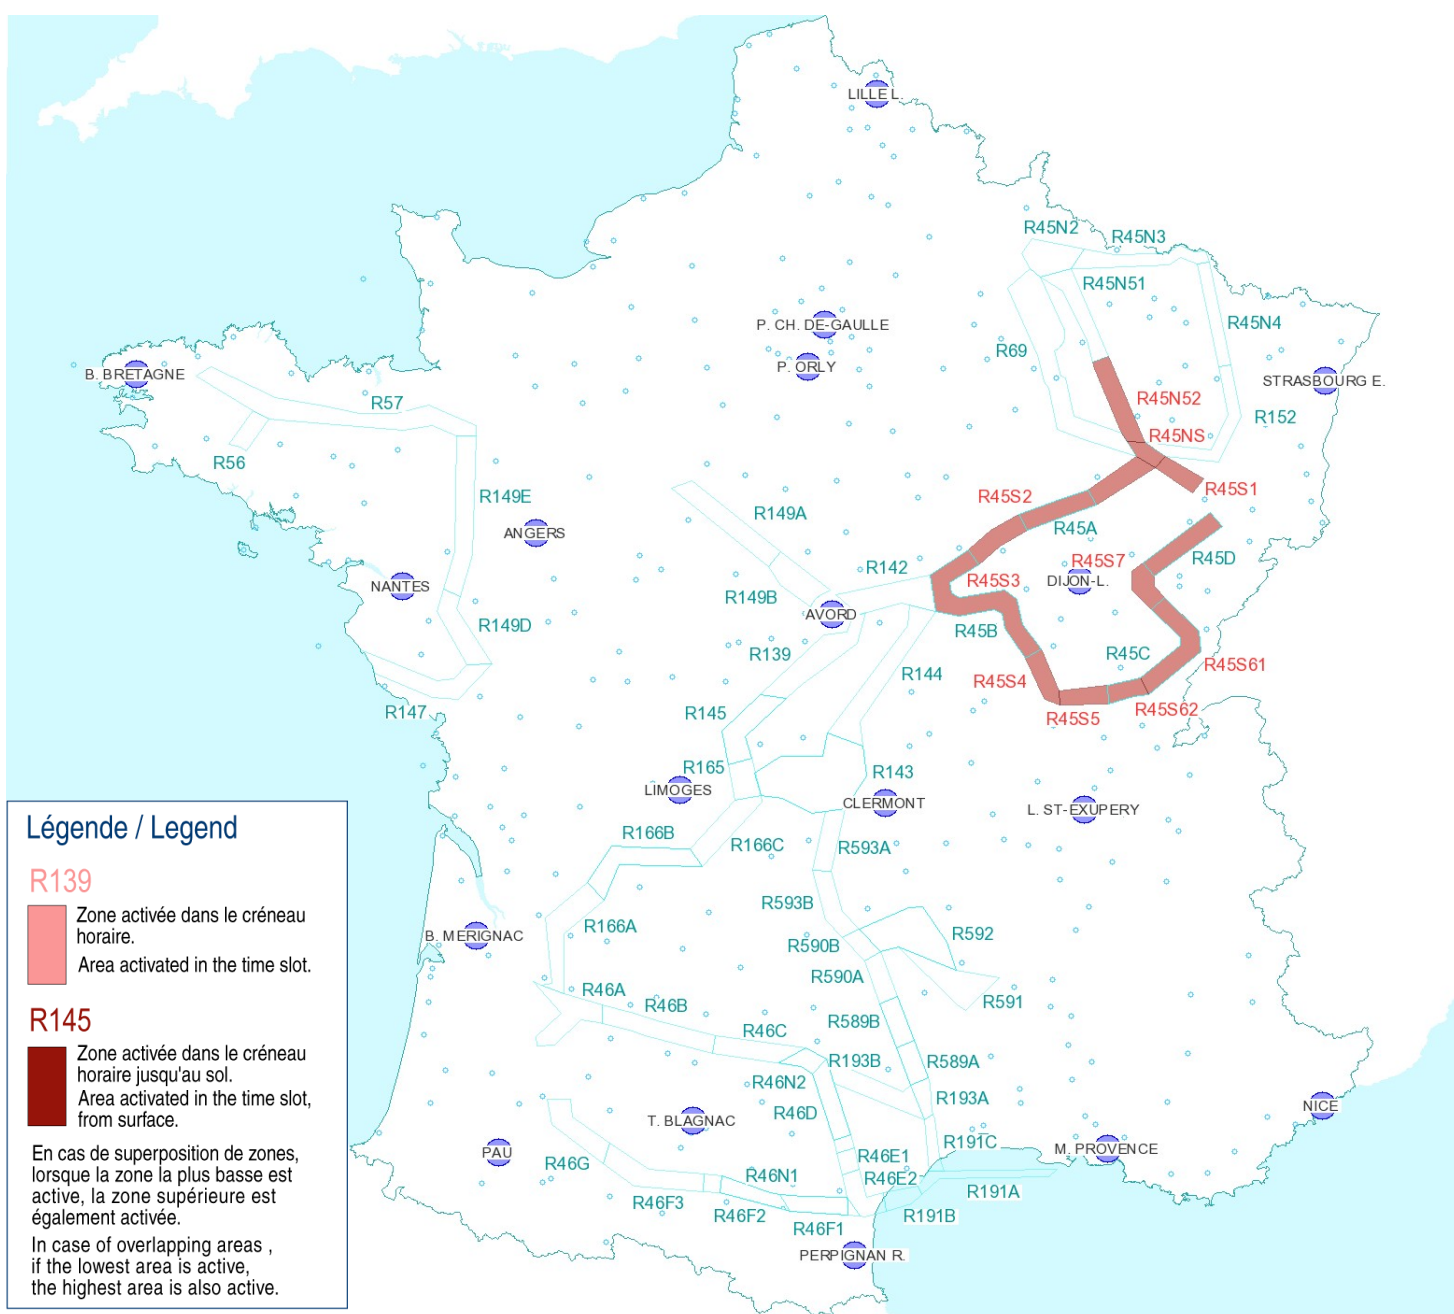 LILLE L.
R45N2
R45N3
R45N51
P. CH. DE-GAULLE
R45N4
R69
P. ORLY
B. BRETAGNE
STRASBOURG E.
R57
R45N52
R152
R45NS
R56
R45S1
R149E
R45S2
R149A
R45A
ANGERS
R45S7
R45D
R142
R45S3
DIJON-L.
NANTES
R149B
AVORD
R149D
R45B
R139
R45C
R45S61
R144
R45S4
R147
R145
R45S5
R45S62
R165
R143
LIMOGES
CLERMONT
L. ST-EXUPERY
R166B
R166C
R593A
R593B
R166A
B. MERIGNAC
R590B
R592
R590A
R46A
R46B
R591
R46C
R589B
R193B
R589A
R46N2
R193A
R46D
T. BLAGNAC
NICE
R191C
PAU
R46G
R46E1
M. PROVENCE
R46N1
R46E2
R191A
R46F3
R46F2
R191B
R46F1
PERPIGNAN R.
Légende / Legend
R139
Zone activée dans le créneau
horaire.
Area activated in the time slot.
R145
Zone activée dans le créneau
horaire jusqu'au sol.
Area activated in the time slot,
from surface.
En cas de superposition de zones,
lorsque la zone la plus basse est
active, la zone supérieure est
également activée.
In case of overlapping areas ,
if the lowest area is active,
the highest area is also active.